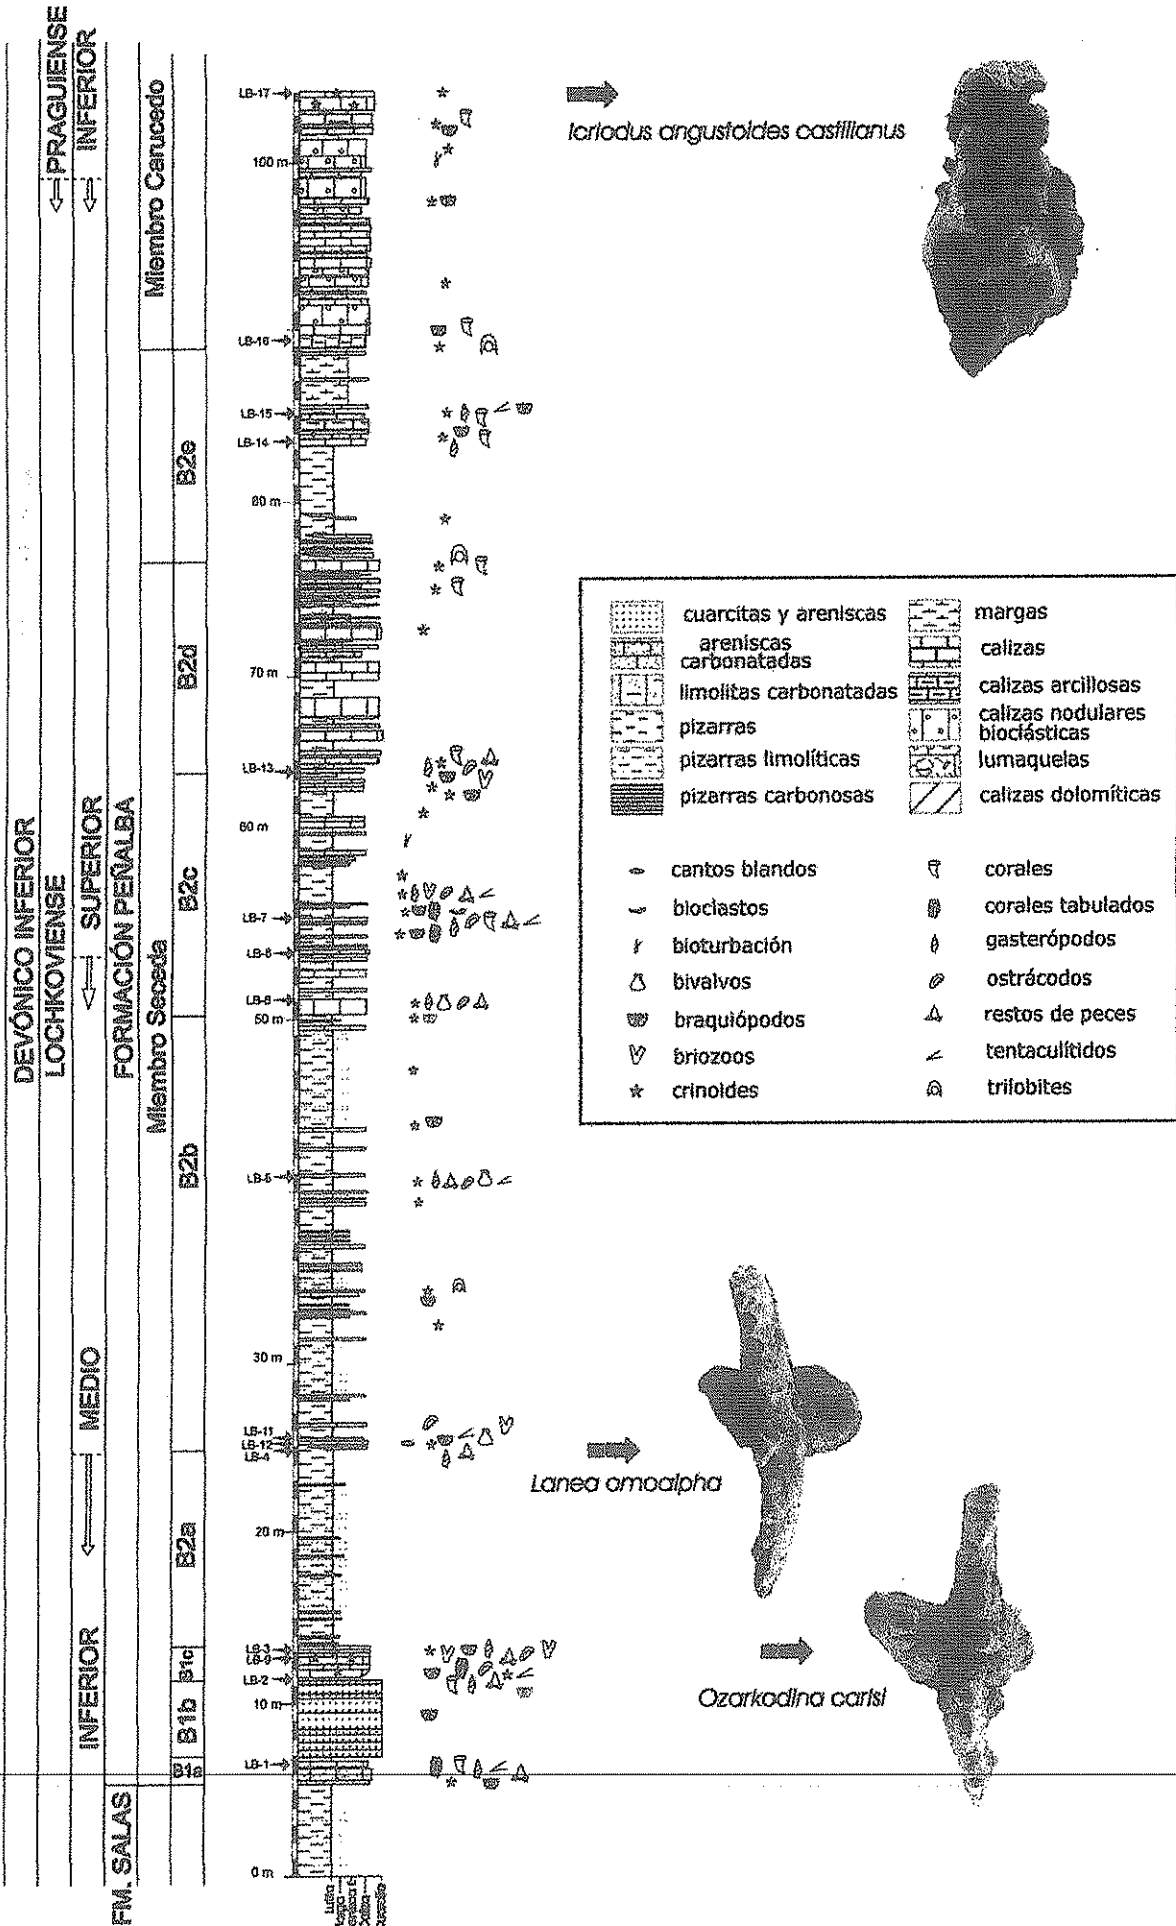 DEVÓNICO INFERIOR
LOCHKOVIENSE
PRAGUIENSE
INFERIOR
SUPERIOR
MEDIO
INFERIOR
FORMACIÓN PEÑALBA
FM. SALAS
Miembro Carucedo
Miembro Seceda
B2e
B2d
B2c
B2b
B2a
B1c
B1b
B1a
LB-17
100 m
LB-16
LB-15
LB-14
80 m
70 m
LB-13
60 m
LB-7
LB-6
LB-8
50 m
LB-5
30 m
LB-11
LB-12
LB-4
20 m
LB-3
LB-9
LB-2
10 m
LB-1
0 m
Icriodus angustoides castilianus
Lanea omoalpha
Ozarkodina carlsi
cuarcitas y areniscas
areniscas
carbonatadas
limolitas carbonatadas
pizarras
pizarras limolíticas
pizarras carbonosas
margas
calizas
calizas arcillosas
calizas nodulares
bioclásticas
lumaquelas
calizas dolomíticas
cantos blandos
bioclastos
bioturbación
bivalvos
braquiópodos
briozoos
crinoides
corales
corales tabulados
gasterópodos
ostrácodos
restos de peces
tentaculítidos
trilobites